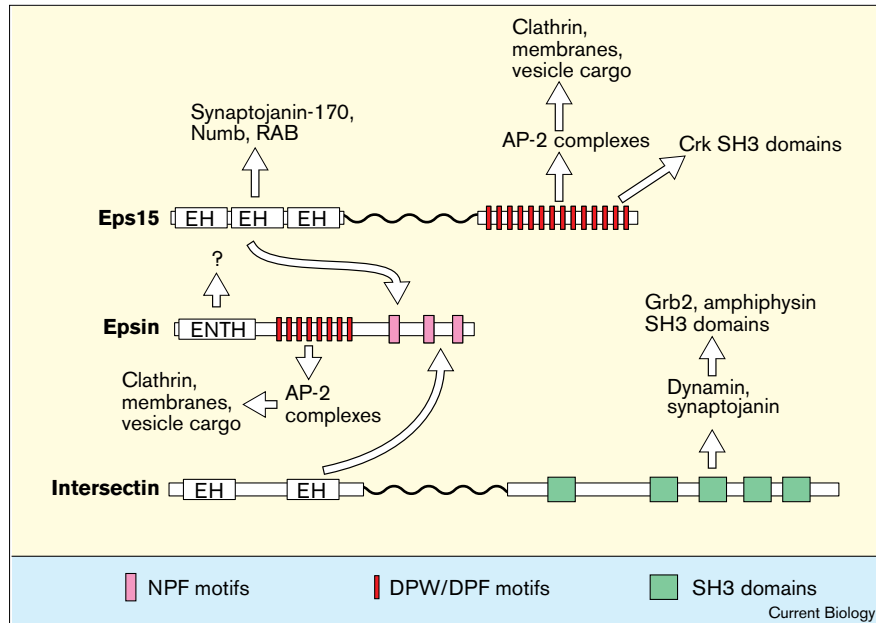 Clathrin,
membranes,
vesicle cargo
Synaptojanin-170,
Numb, RAB
AP-2 complexes
Crk SH3 domains
Eps15
EH
EH
EH
?
Grb2, amphiphysin
SH3 domains
Epsin
ENTH
Clathrin,
membranes,
vesicle cargo
AP-2
complexes
Dynamin,
synaptojanin
Intersectin
EH
EH
NPF motifs
DPW/DPF motifs
SH3 domains
Current Biology